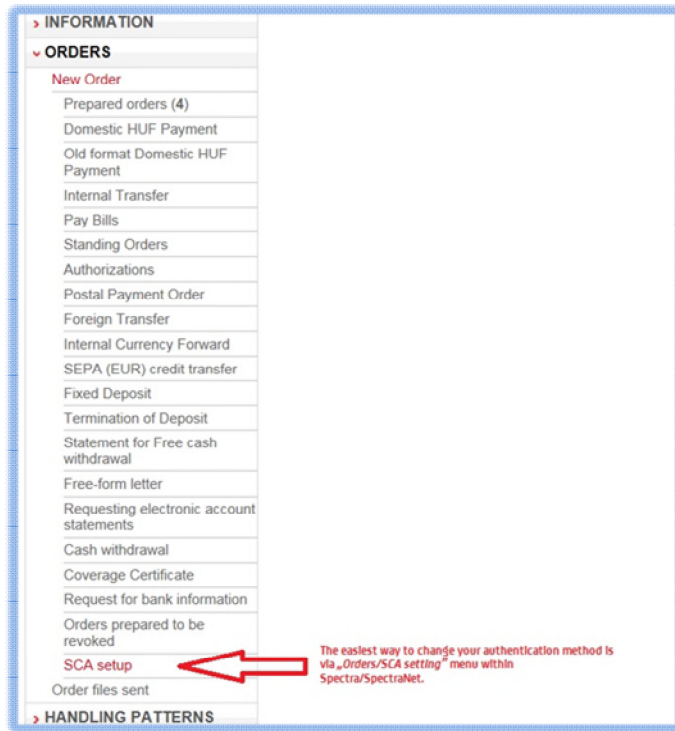 INFORMATION
ORDERS
New Order
Prepared orders (4)
Domestic HUF Payment
Old format Domestic HUF
Payment
Internal Transfer
Pay Bills
Standing Orders
Authorizations
Postal Payment Order
Foreign Transfer
Internal Currency Forward
SEPA (EUR) credit transfer
Fixed Deposit
Termination of Deposit
Statement for Free cash
withdrawal
Free-form letter
Requesting electronic account
statements
Cash withdrawal
Coverage Certificate
Request for bank information
Orders prepared to be
revoked
SCA setup
The easiest way to change your authentication method is
via „Orders/SCA setting” menu within
Spectra/SpectraNet.
Order files sent
HANDLING PATTERNS